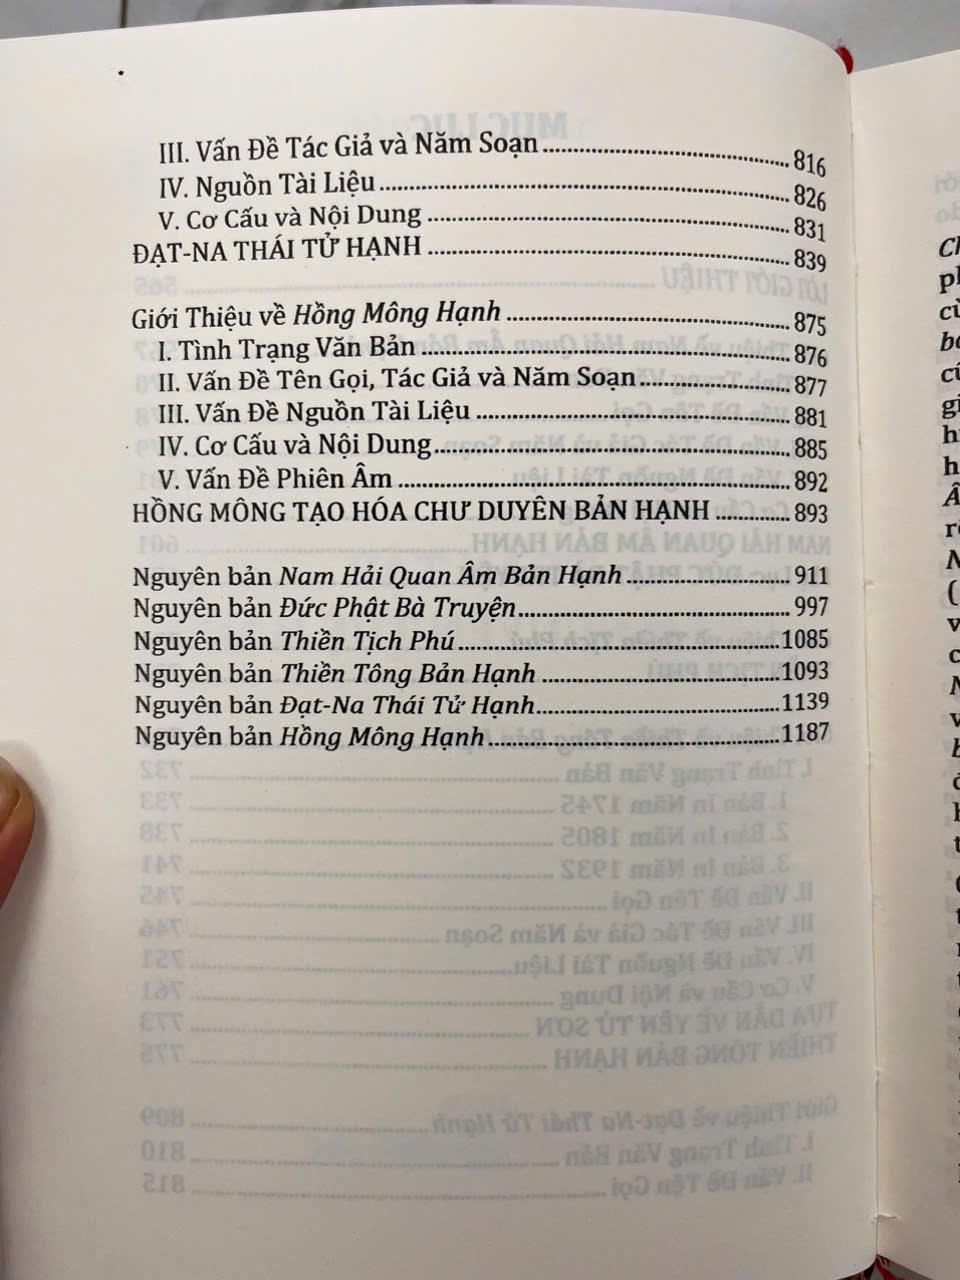 III. Vấn Đề Tác Giả và Năm Soạn........................816
IV. Nguồn Tài Liệu........................826
V. Cơ Cấu và Nội Dung........................831
ĐẠT-NA THÁI TỬ HẠNH........................839
Giới Thiệu về Hồng Mông Hạnh........................875
I. Tình Trạng Văn Bản........................876
II. Vấn Đề Tên Gọi, Tác Giả và Năm Soạn........................877
III. Vấn Đề Nguồn Tài Liệu........................881
IV. Cơ Cấu và Nội Dung........................885
V. Vấn Đề Phiên Âm........................892
HỒNG MÔNG TẠO HÓA CHƯ DUYÊN BẢN HẠNH............893
Nguyên bản Nam Hải Quan Âm Bản Hạnh........................911
Nguyên bản Đức Phật Bà Truyện........................997
Nguyên bản Thiền Tịch Phú........................1085
Nguyên bản Thiền Tông Bản Hạnh........................1093
Nguyên bản Đạt-Na Thái Tử Hạnh........................1139
Nguyên bản Hồng Mông Hạnh........................1187